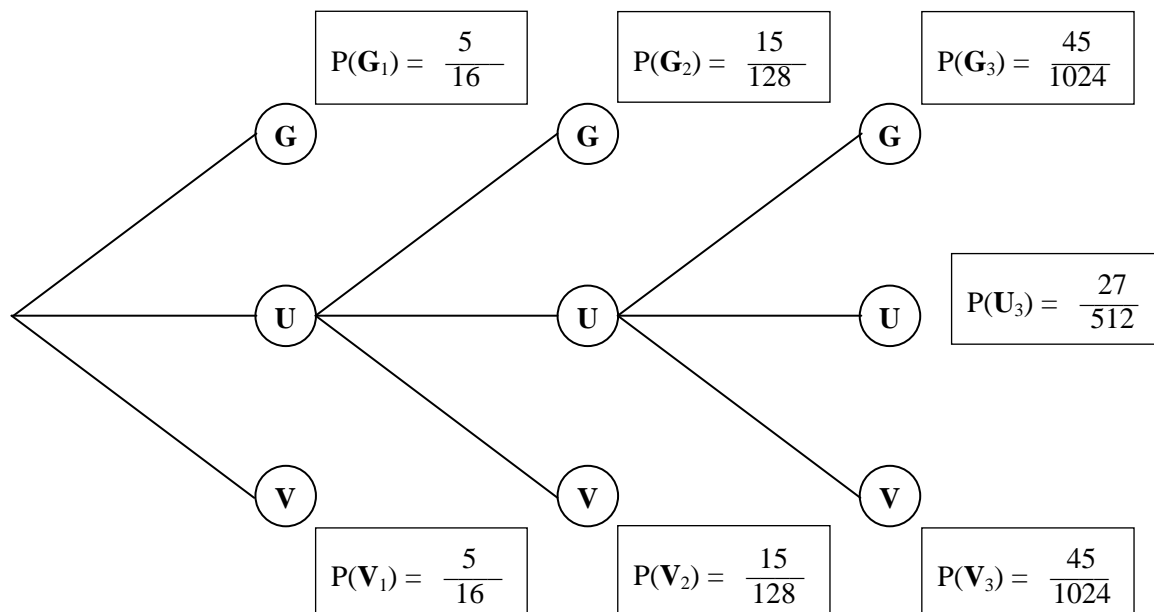 P(G₁) = 5/16 P(G₂) = 15/128 P(G₃) = 45/1024
G G G
U U U P(U₃) = 27/512
V V V
P(V₁) = 5/16 P(V₂) = 15/128 P(V₃) = 45/1024